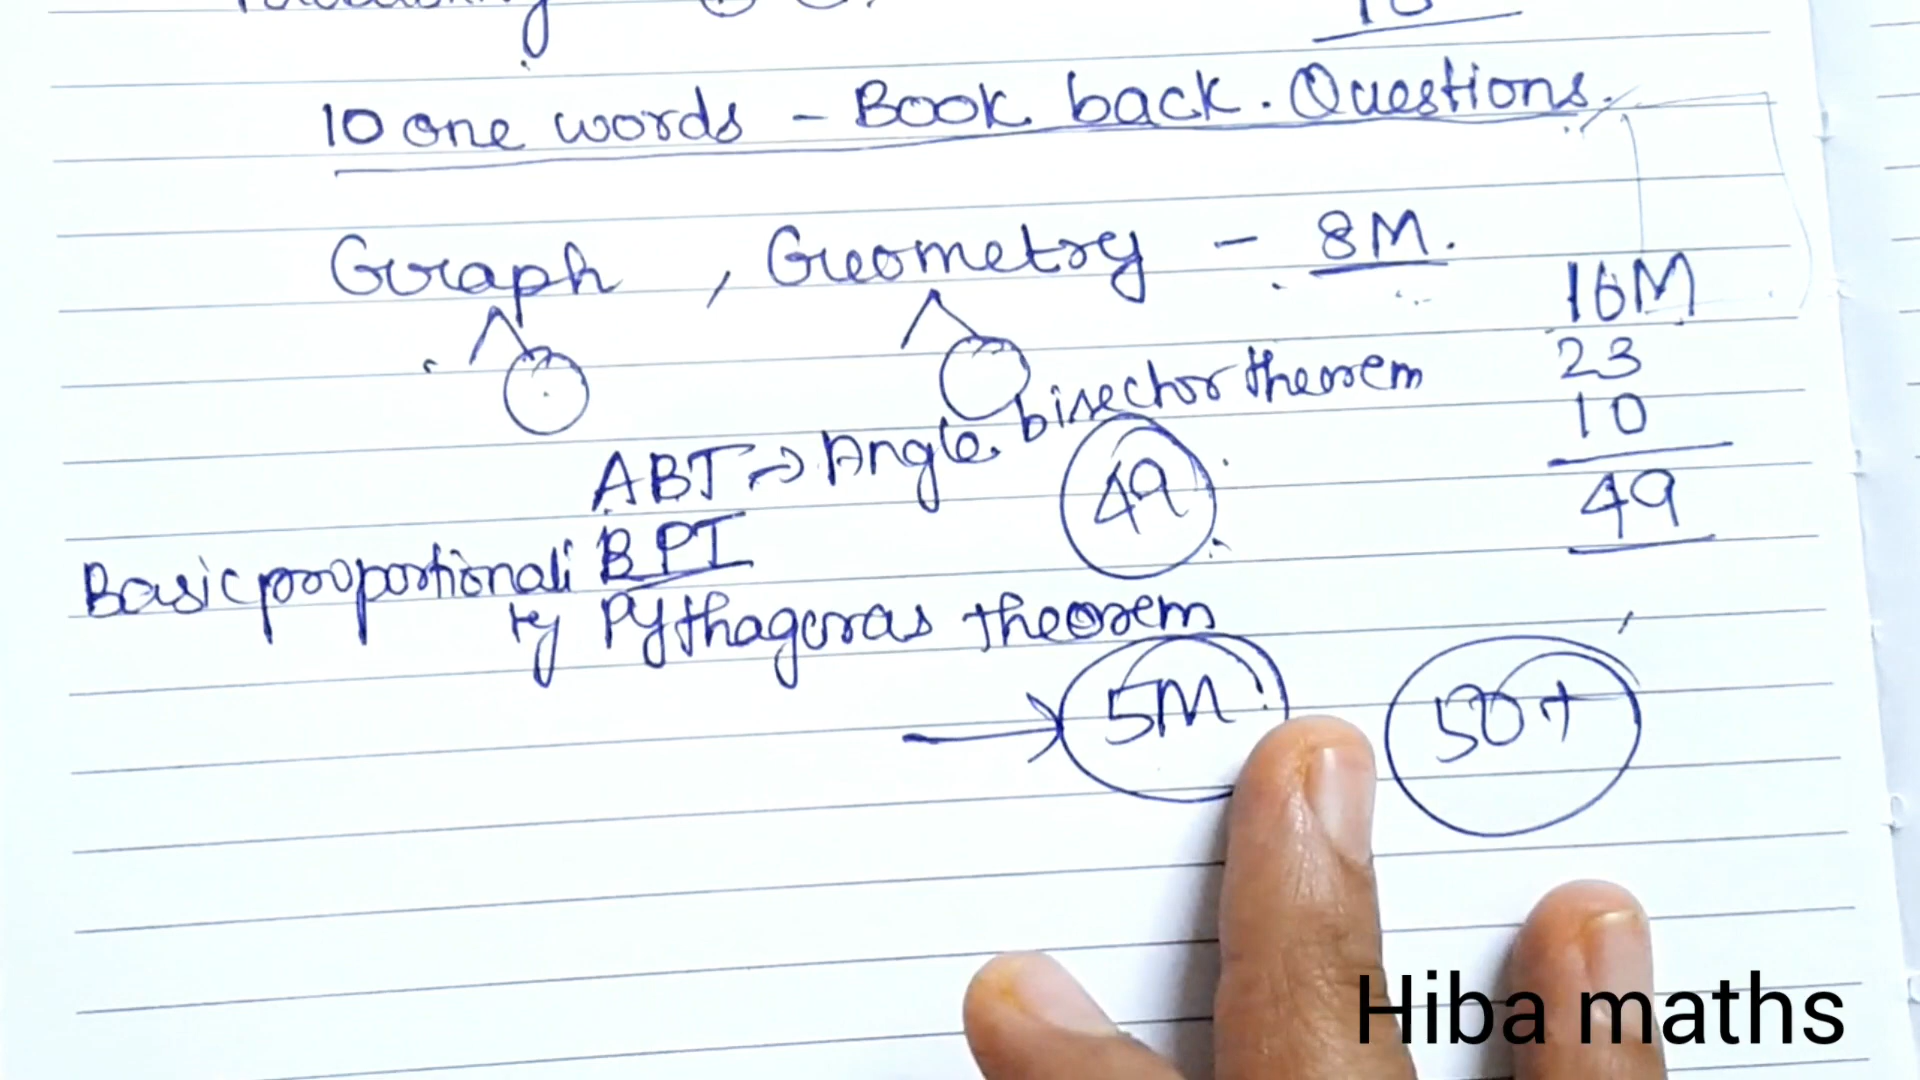 10 one words - Book back. Questions.
Graph , Geometry - 8M.
16M
23
10
49
ABT → Angle bisector theorem
49
Basic proportionali BPT
ty Pythagoras theorem
→ 5M
50+
Hiba maths